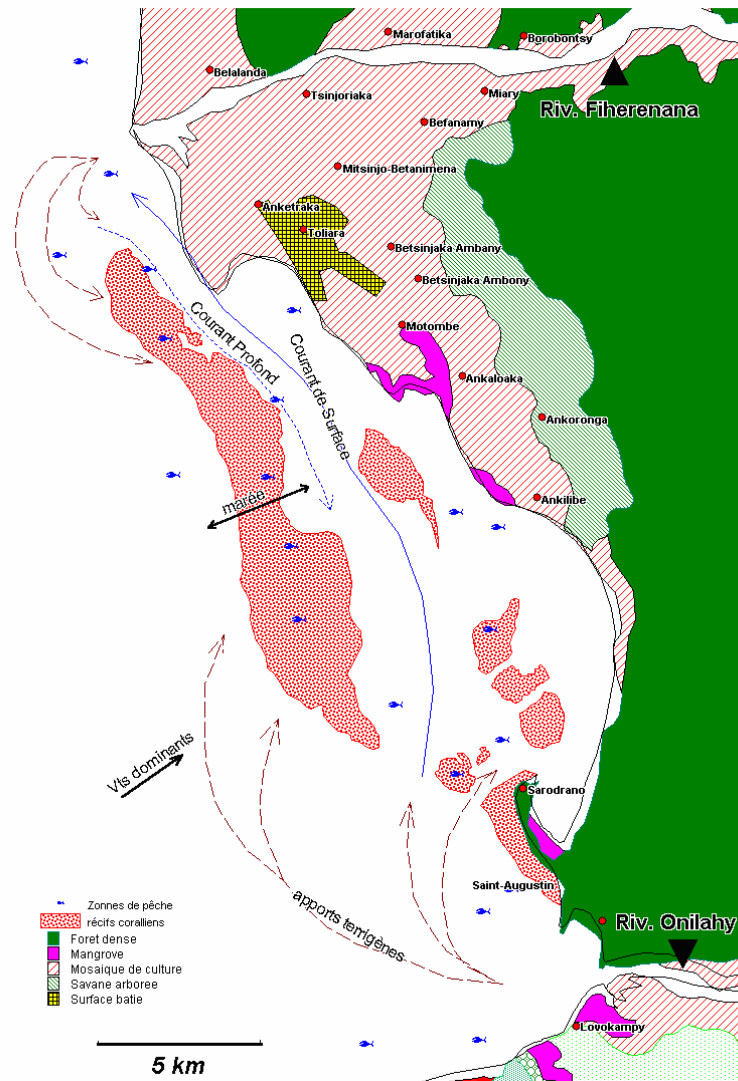 Marofatika
Borobontsy
Belalanda
Tsinjoriaka
Miary
Riv. Fiherenana
Befanamy
Mitsinjo-Betanimena
Anketraka
Toliara
Betsinjaka Ambany
Betsinjaka Ambony
Courant Profond
Courant de Surface
Motombe
Ankaloaka
Ankoronga
Ankilibe
marée
Vts dominants
Sarodrano
Saint-Augustin
apports terrigènes
Riv. Onilahy
Lovokampy
Zonnes de pêche
récifs coralliens
Foret dense
Mangrove
Mosaique de culture
Savane arboree
Surface batie
5 km